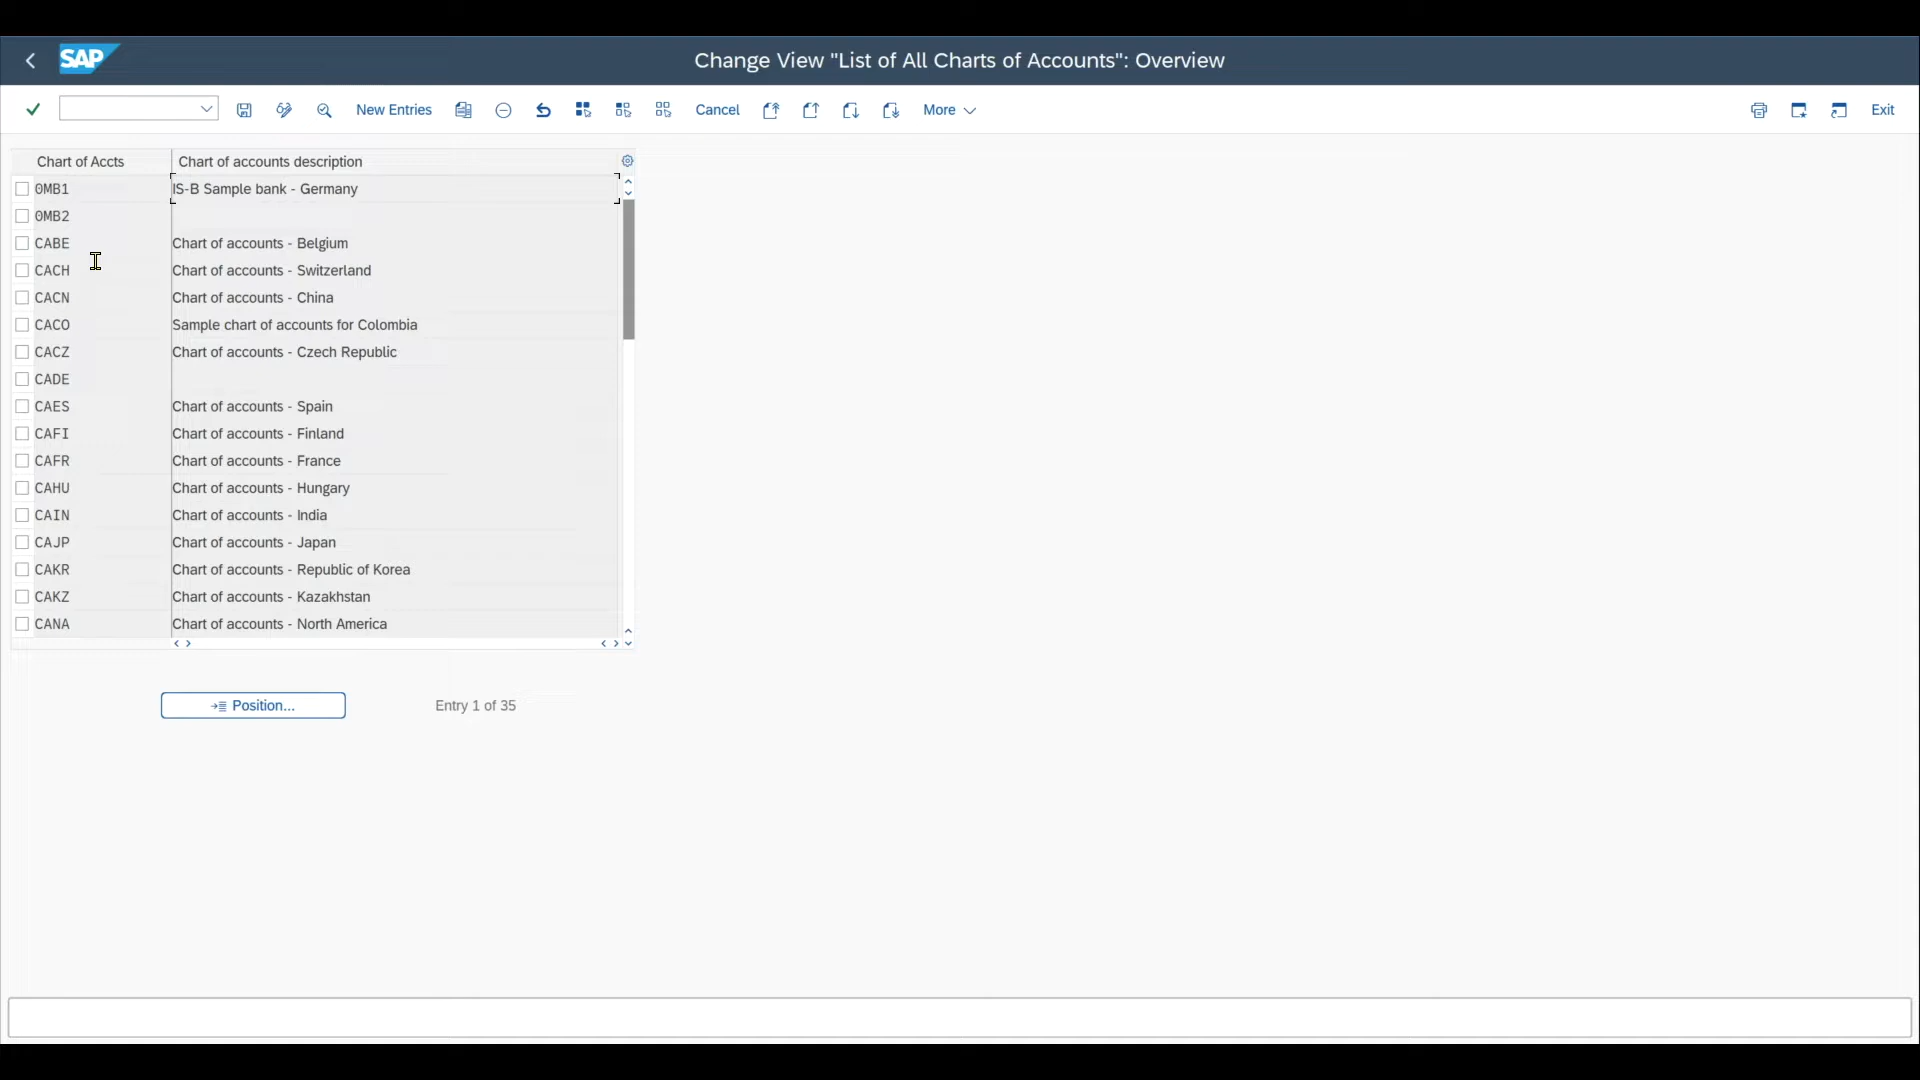 SAP
Change View "List of All Charts of Accounts": Overview
New Entries
Cancel
More
Exit
Chart of Accts Chart of accounts description
0MB1 IS-B Sample bank - Germany
0MB2
CABE Chart of accounts - Belgium
CACH Chart of accounts - Switzerland
CACN Chart of accounts - China
CACO Sample chart of accounts for Colombia
CACZ Chart of accounts - Czech Republic
CADE
CAES Chart of accounts - Spain
CAFI Chart of accounts - Finland
CAFR Chart of accounts - France
CAHU Chart of accounts - Hungary
CAIN Chart of accounts - India
CAJP Chart of accounts - Japan
CAKR Chart of accounts - Republic of Korea
CAKZ Chart of accounts - Kazakhstan
CANA Chart of accounts - North America
Position...
Entry 1 of 35